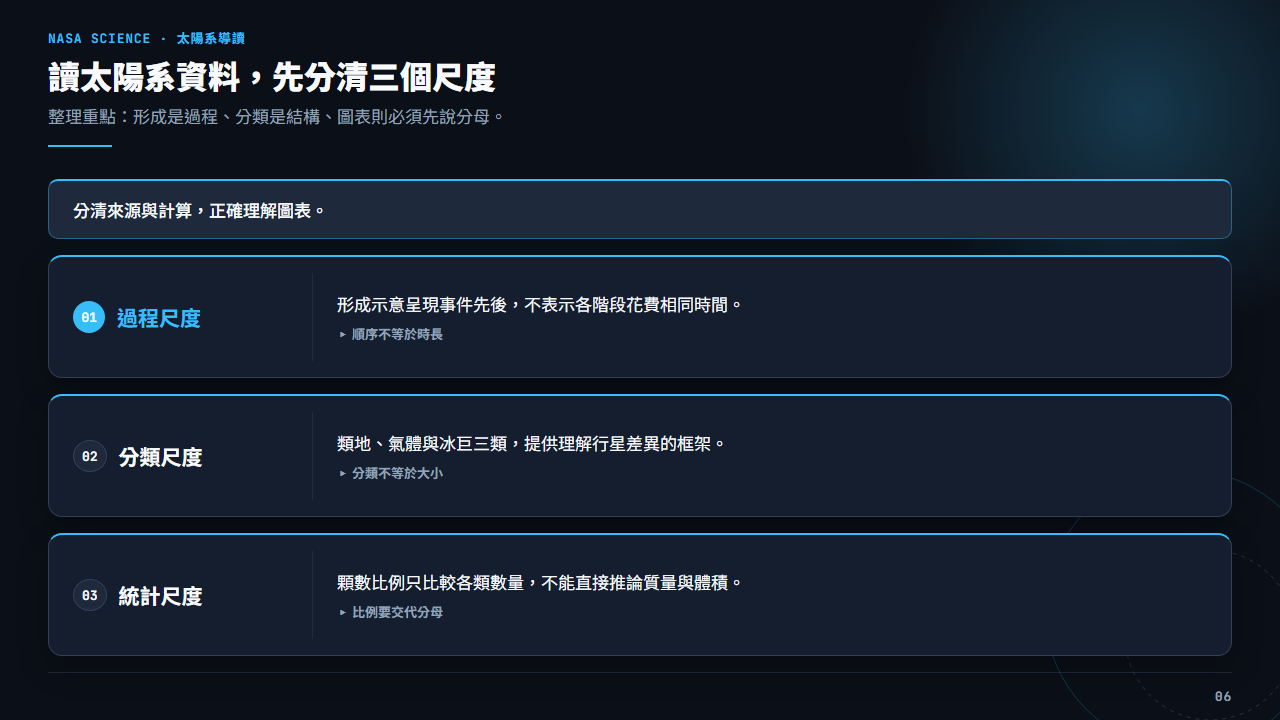 NASA SCIENCE · 太陽系導讀
讀太陽系資料，先分清三個尺度
整理重點：形成是過程、分類是結構、圖表則必須先說分母。
分清來源與計算，正確理解圖表。
01 過程尺度
形成示意呈現事件先後，不表示各階段花費相同時間。
▸ 順序不等於時長
02 分類尺度
類地、氣體與冰巨三類，提供理解行星差異的框架。
▸ 分類不等於大小
03 統計尺度
顆數比例只比較各類數量，不能直接推論質量與體積。
▸ 比例要交代分母
06